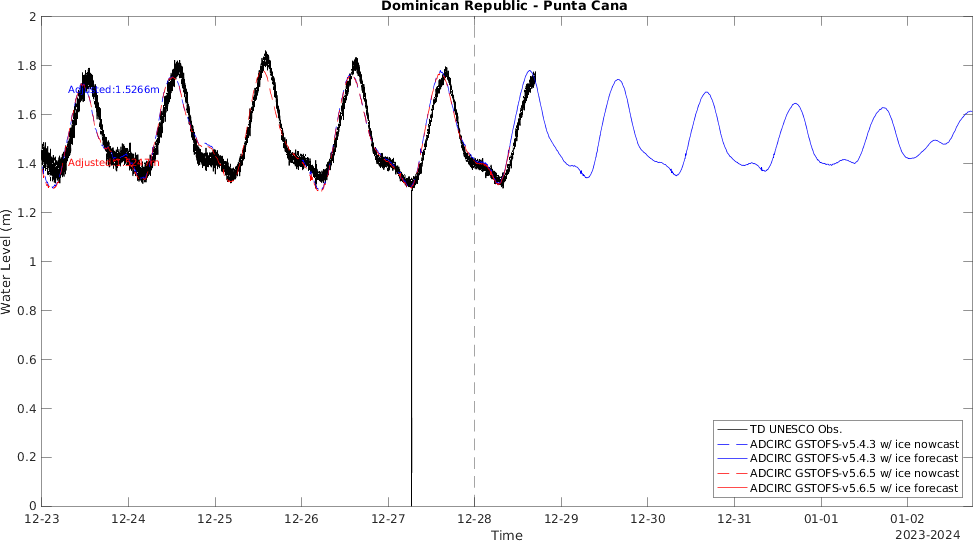 Dominican Republic - Punta Cana
2
1.8
1.6
1.4
1.2
1
0.8
0.6
0.4
0.2
0
Water Level (m)
Adjusted:1.5266m
TD UNESCO Obs.
ADCIRC GSTOFS-v5.4.3 w/ ice nowcast
ADCIRC GSTOFS-v5.4.3 w/ ice forecast
ADCIRC GSTOFS-v5.6.5 w/ ice nowcast
ADCIRC GSTOFS-v5.6.5 w/ ice forecast
12-23
12-24
12-25
12-26
12-27
12-28
12-29
12-30
12-31
01-01
01-02
Time
2023-2024